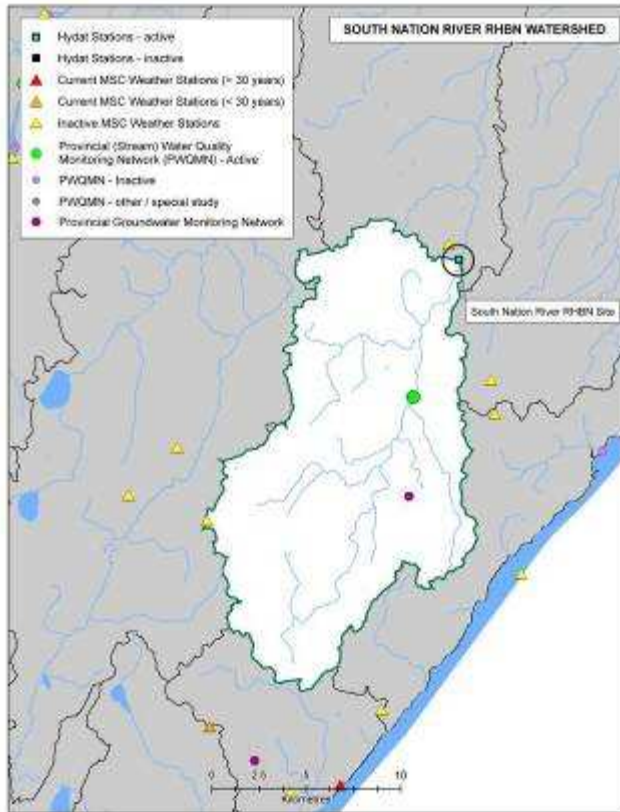 SOUTH NATION RIVER RHBN WATERSHED
Hydat Stations - active
Hydat Stations - inactive
Current MSC Weather Stations (> 30 years)
Current MSC Weather Stations (< 30 years)
Inactive MSC Weather Stations
Provincial (Stream) Water Quality
Monitoring Network (PWQMN) - Active
PWQMN - Inactive
PWQMN - other / special study
Provincial Groundwater Monitoring Network
South Nation River RHBN Site
0 2.5 5 10
Kilometres